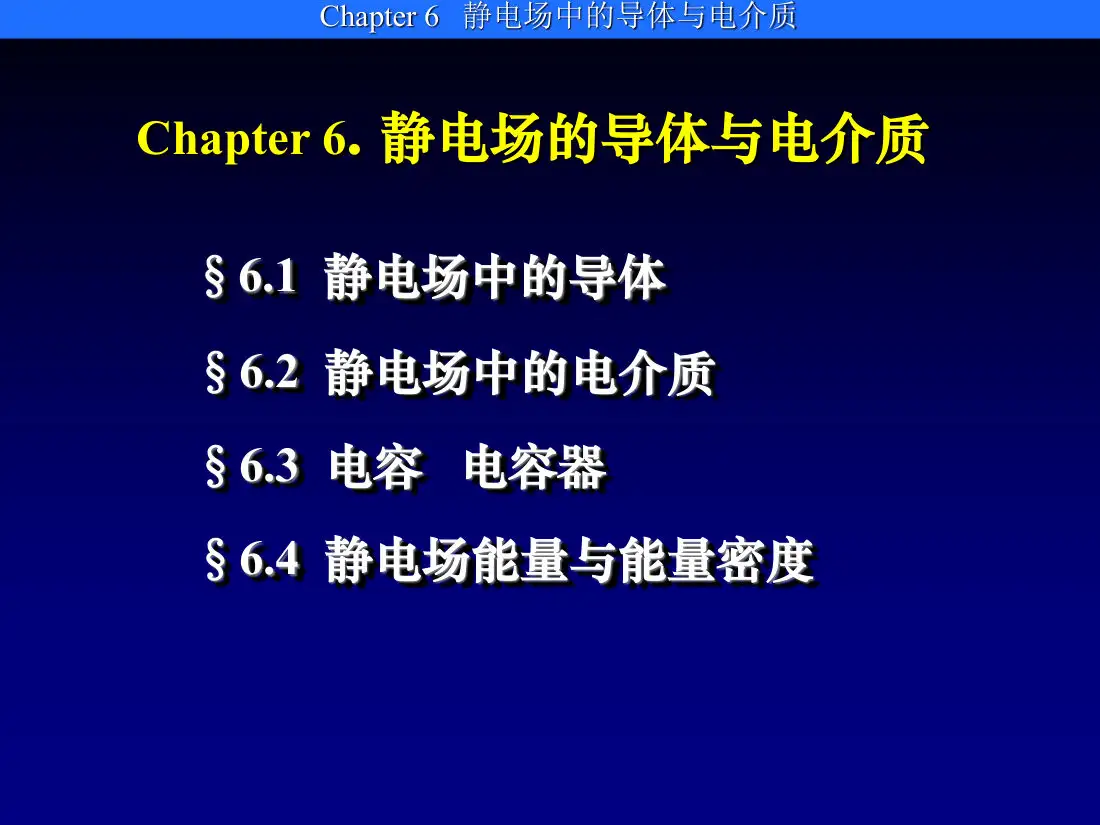 Chapter 6 静电场中的导体与电介质
Chapter 6. 静电场的导体与电介质
§6.1 静电场中的导体
§6.2 静电场中的电介质
§6.3 电容 电容器
§6.4 静电场能量与能量密度